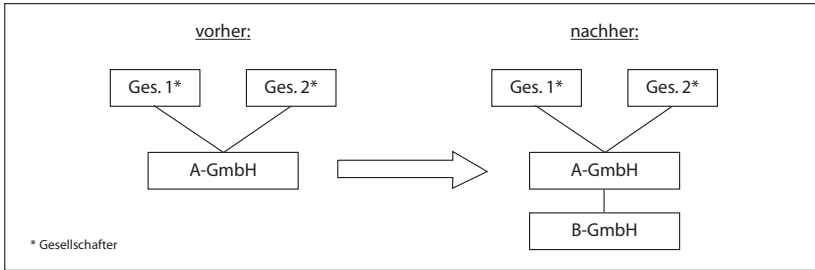 vorher: nachher:
Ges. 1* Ges. 2* Ges. 1* Ges. 2*
A-GmbH A-GmbH
B-GmbH
* Gesellschafter